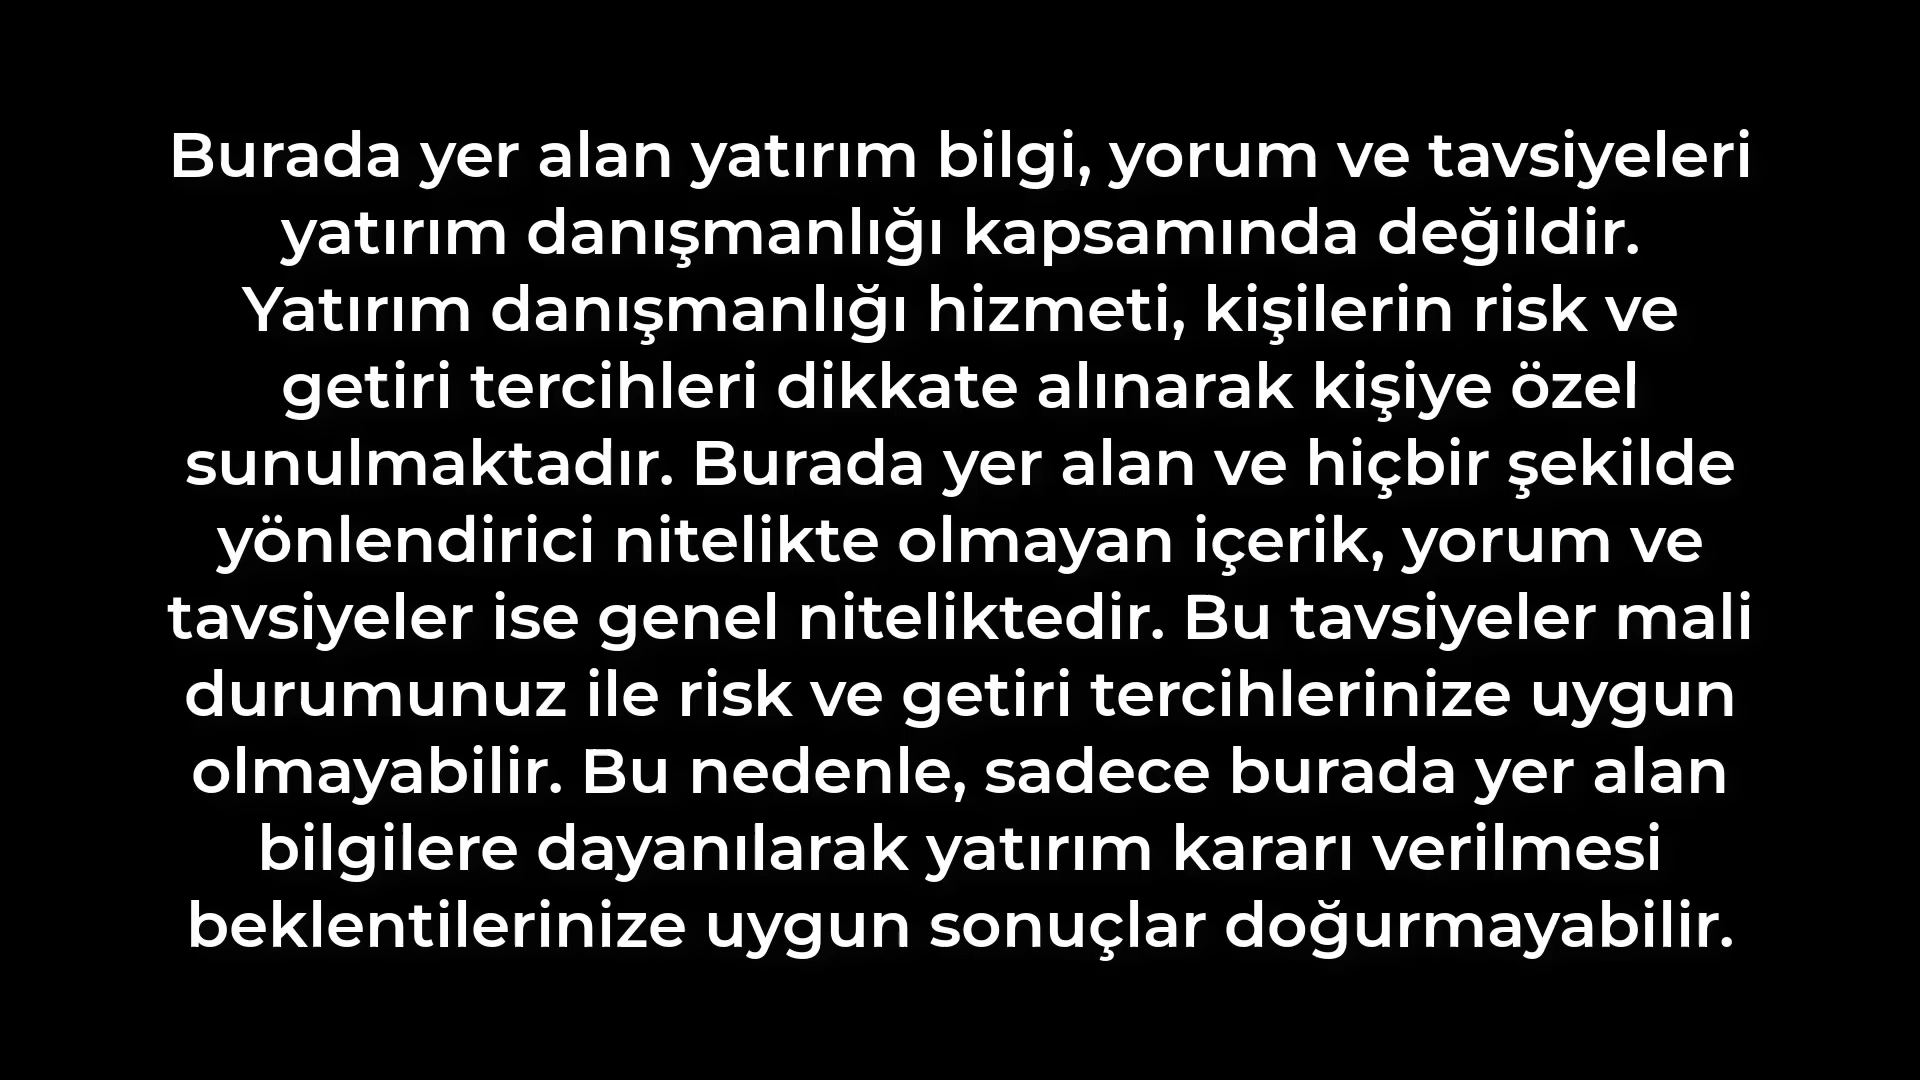 Burada yer alan yatırım bilgi, yorum ve tavsiyeleri
yatırım danışmanlığı kapsamında değildir.
Yatırım danışmanlığı hizmeti, kişilerin risk ve
getiri tercihleri dikkate alınarak kişiye özel
sunulmaktadır. Burada yer alan ve hiçbir şekilde
yönlendirici nitelikte olmayan içerik, yorum ve
tavsiyeler ise genel niteliktedir. Bu tavsiyeler mali
durumunuz ile risk ve getiri tercihlerinize uygun
olmayabilir. Bu nedenle, sadece burada yer alan
bilgilere dayanılarak yatırım kararı verilmesi
beklentilerinize uygun sonuçlar doğurmayabilir.